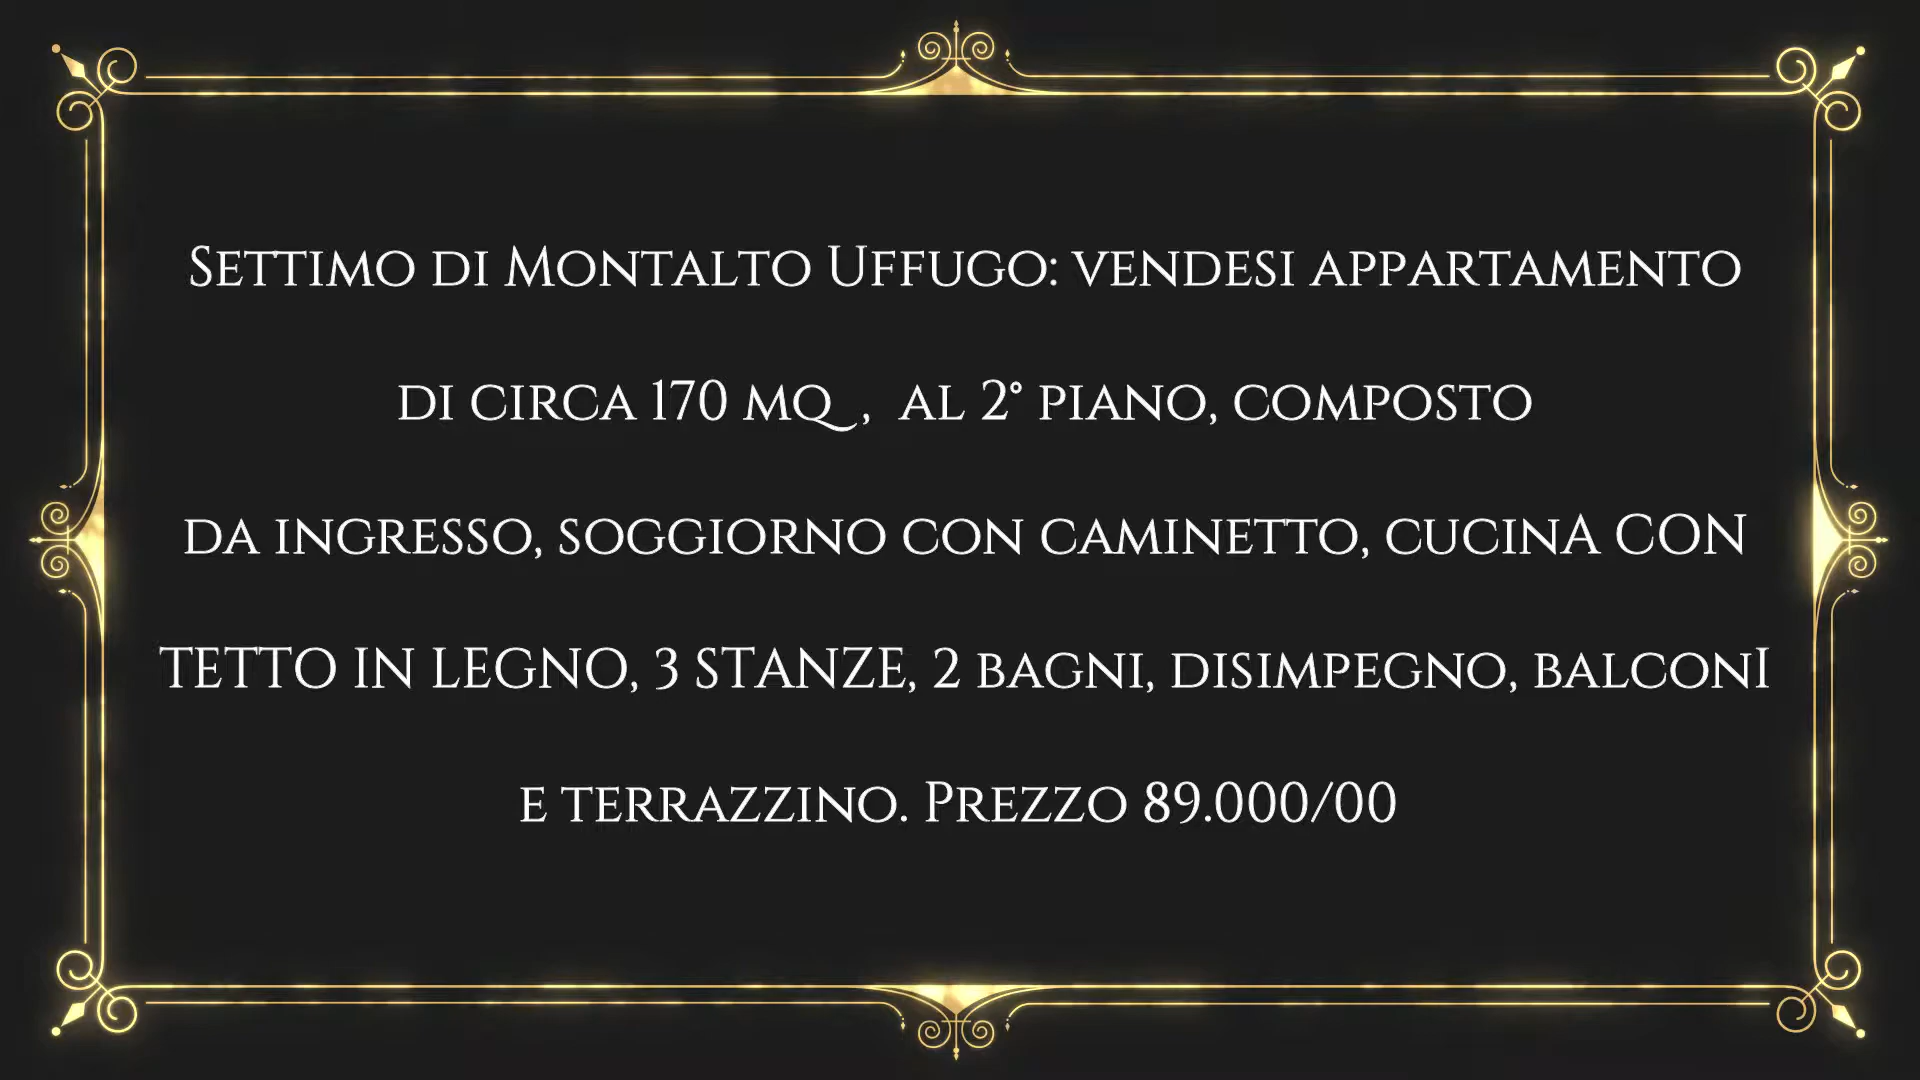 Settimo di Montalto Uffugo: vendesi appartamento
di circa 170 mq , al 2° piano, composto
da ingresso, soggiorno con caminetto, cucinA CON
TETTO IN LEGNO, 3 STANZE, 2 bagni, disimpegno, balconI
e terrazzino. Prezzo 89.000/00